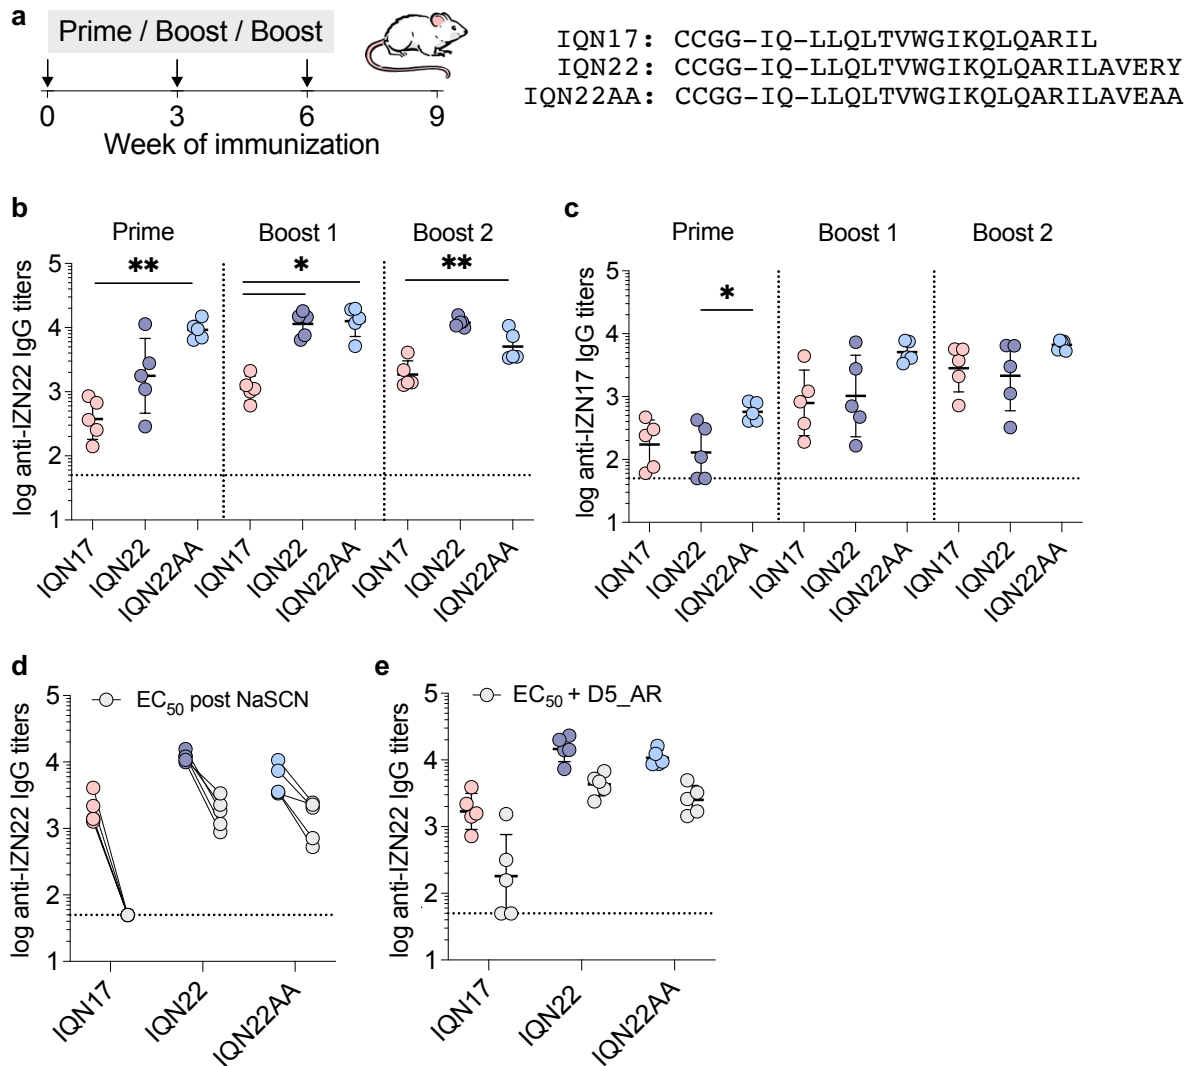 a
Prime / Boost / Boost
0 3 6 9
Week of immunization
IQN17: CCGG-IQ-LLQLTVWGIKQLQARIL
IQN22: CCGG-IQ-LLQLTVWGIKQLQARILAVERY
IQN22AA: CCGG-IQ-LLQLTVWGIKQLQARILAVEAA
b
Prime Boost 1 Boost 2
** * **
log anti-IZN22 IgG titers
5
4
3
2
1
IQN17 IQN22 IQN22AA IQN17 IQN22 IQN22AA IQN17 IQN22 IQN22AA
c
Prime Boost 1 Boost 2
*
log anti-IZN17 IgG titers
5
4
3
2
1
IQN17 IQN22 IQN22AA IQN17 IQN22 IQN22AA IQN17 IQN22 IQN22AA
d
EC50 post NaSCN
log anti-IZN22 IgG titers
5
4
3
2
1
IQN17 IQN22 IQN22AA
e
EC50 + D5_AR
log anti-IZN22 IgG titers
5
4
3
2
1
IQN17 IQN22 IQN22AA